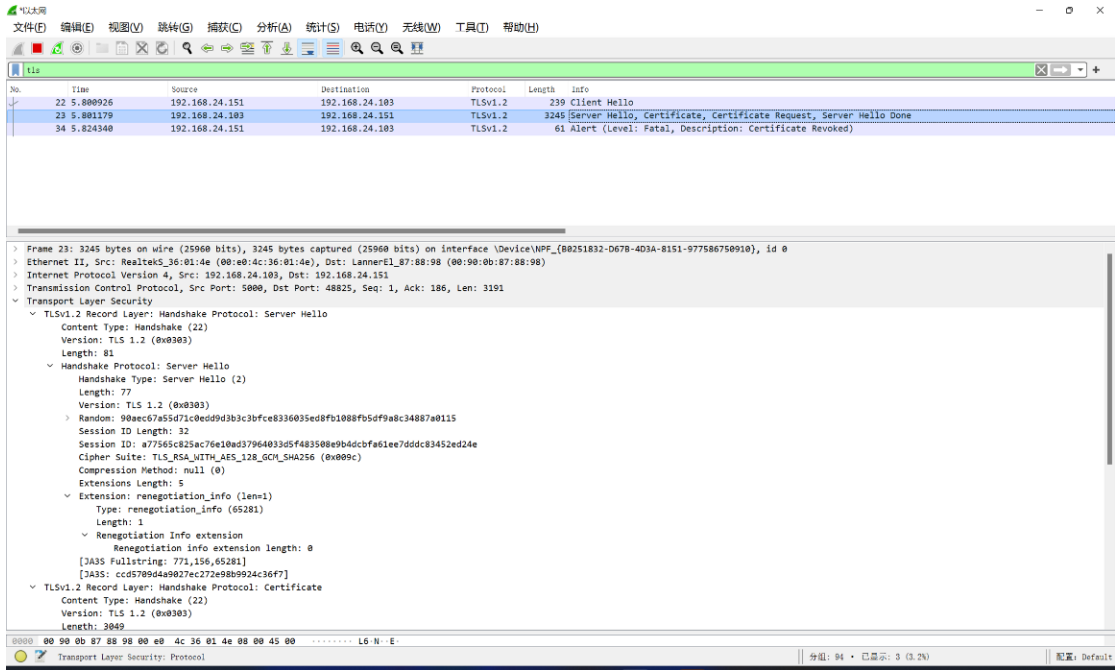 *以太网
文件(F) 编辑(E) 视图(V) 跳转(G) 捕获(C) 分析(A) 统计(S) 电话(Y) 无线(W) 工具(T) 帮助(H)
tls
No. Time Source Destination Protocol Length Info
22 5.800926 192.168.24.151 192.168.24.103 TLSv1.2 239 Client Hello
23 5.801179 192.168.24.103 192.168.24.151 TLSv1.2 3245 Server Hello, Certificate, Certificate Request, Server Hello Done
34 5.824340 192.168.24.151 192.168.24.103 TLSv1.2 61 Alert (Level: Fatal, Description: Certificate Revoked)
Frame 23: 3245 bytes on wire (25960 bits), 3245 bytes captured (25960 bits) on interface \Device\NPF_{B0251832-D67B-4D3A-8151-977586750910}, id 0
Ethernet II, Src: RealtekS_36:01:4e (00:e0:4c:36:01:4e), Dst: LannerEl_87:88:98 (00:90:0b:87:88:98)
Internet Protocol Version 4, Src: 192.168.24.103, Dst: 192.168.24.151
Transmission Control Protocol, Src Port: 5000, Dst Port: 48825, Seq: 1, Ack: 186, Len: 3191
Transport Layer Security
TLSv1.2 Record Layer: Handshake Protocol: Server Hello
Content Type: Handshake (22)
Version: TLS 1.2 (0x0303)
Length: 81
Handshake Protocol: Server Hello
Handshake Type: Server Hello (2)
Length: 77
Version: TLS 1.2 (0x0303)
Random: 90aec67a55d71c0edd9d3b3c3bfce8336035ed8fb1088fb5df9a8c34887a0115
Session ID Length: 32
Session ID: a77565c825ac76e10ad37964033d5f483508e9b4dcbfa61ee7dddc83452ed24e
Cipher Suite: TLS_RSA_WITH_AES_128_GCM_SHA256 (0x009c)
Compression Method: null (0)
Extensions Length: 5
Extension: renegotiation_info (len=1)
Type: renegotiation_info (65281)
Length: 1
Renegotiation Info extension
Renegotiation info extension length: 0
[JA3S Fullstring: 771,156,65281]
[JA3S: ccd5709d4a9027ec272e98b9924c36f7]
TLSv1.2 Record Layer: Handshake Protocol: Certificate
Content Type: Handshake (22)
Version: TLS 1.2 (0x0303)
Length: 3049
0000 00 90 0b 87 88 98 00 e0 4c 36 01 4e 08 00 45 00 ········ L6·N··E·
Transport Layer Security: Protocol 分组: 94 · 已显示: 3 (3.2%) 配置: Default